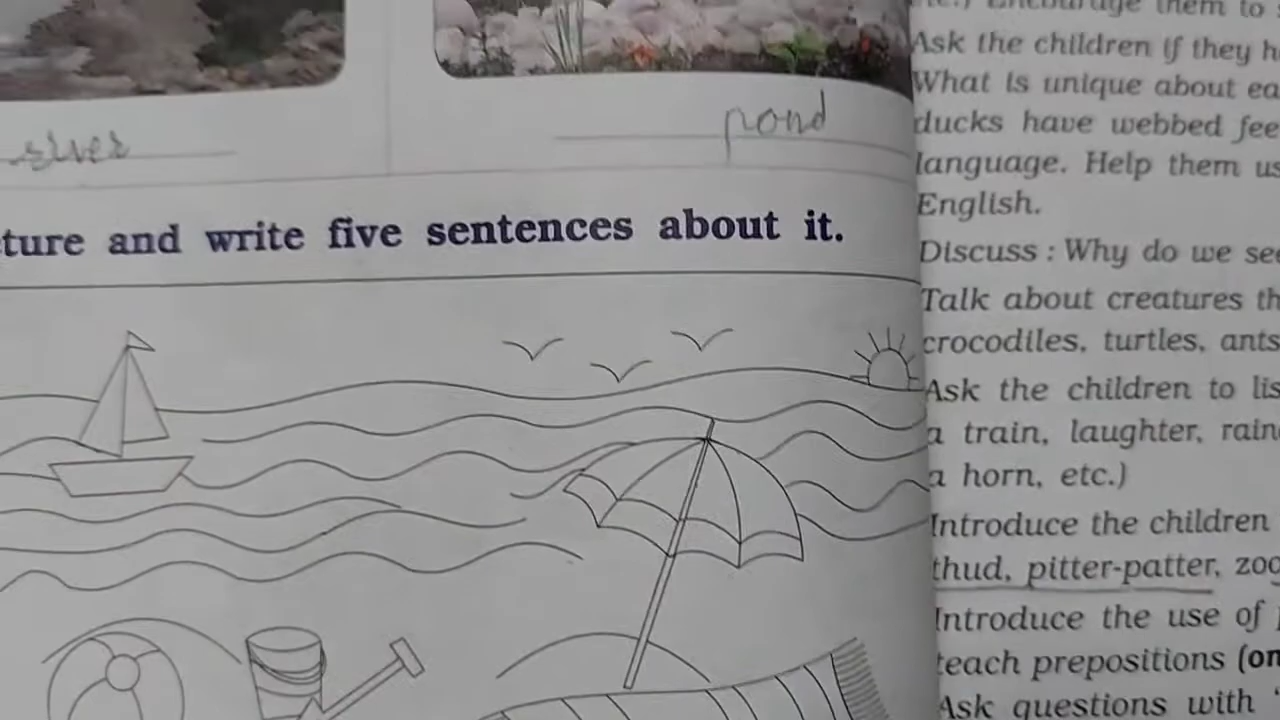 river
pond
ture and write five sentences about it.
them to
Ask the children if they h
What is unique about ea
ducks have webbed fee
language. Help them us
English.
Discuss : Why do we see
Talk about creatures th
crocodiles, turtles, ants
Ask the children to lis
a train, laughter, rain
a horn, etc.)
Introduce the children
thud, pitter-patter, zoo
Introduce the use of
teach prepositions (on
Ask questions with